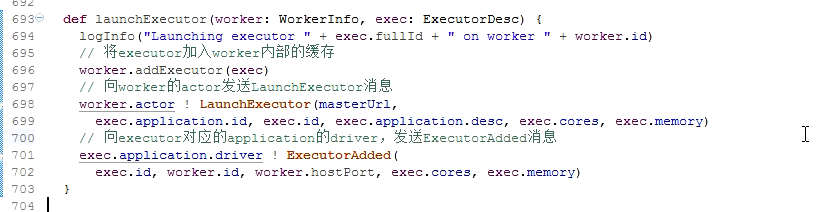 692
693 def launchExecutor(worker: WorkerInfo, exec: ExecutorDesc) {
694 logInfo("Launching executor " + exec.fullId + " on worker " + worker.id)
695 // 将executor加入worker内部的缓存
696 worker.addExecutor(exec)
697 // 向worker的actor发送LaunchExecutor消息
698 worker.actor ! LaunchExecutor(masterUrl,
699 exec.application.id, exec.id, exec.application.desc, exec.cores, exec.memory)
700 // 向executor对应的application的driver，发送ExecutorAdded消息
701 exec.application.driver ! ExecutorAdded(
702 exec.id, worker.id, worker.hostPort, exec.cores, exec.memory)
703 }
704